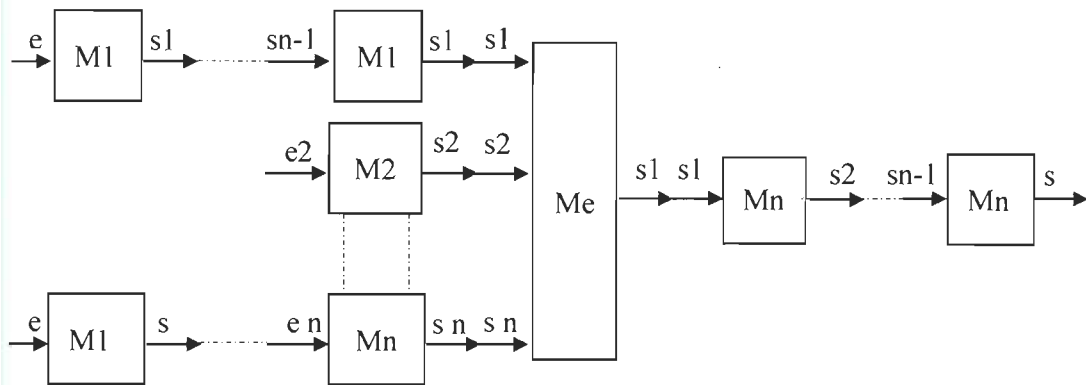 e M1 s1 sn-1 M1 s1 s1
e2 M2 s2 s2
Me s1 s1 Mn s2 sn-1 Mn s
e M1 s e n Mn s n s n